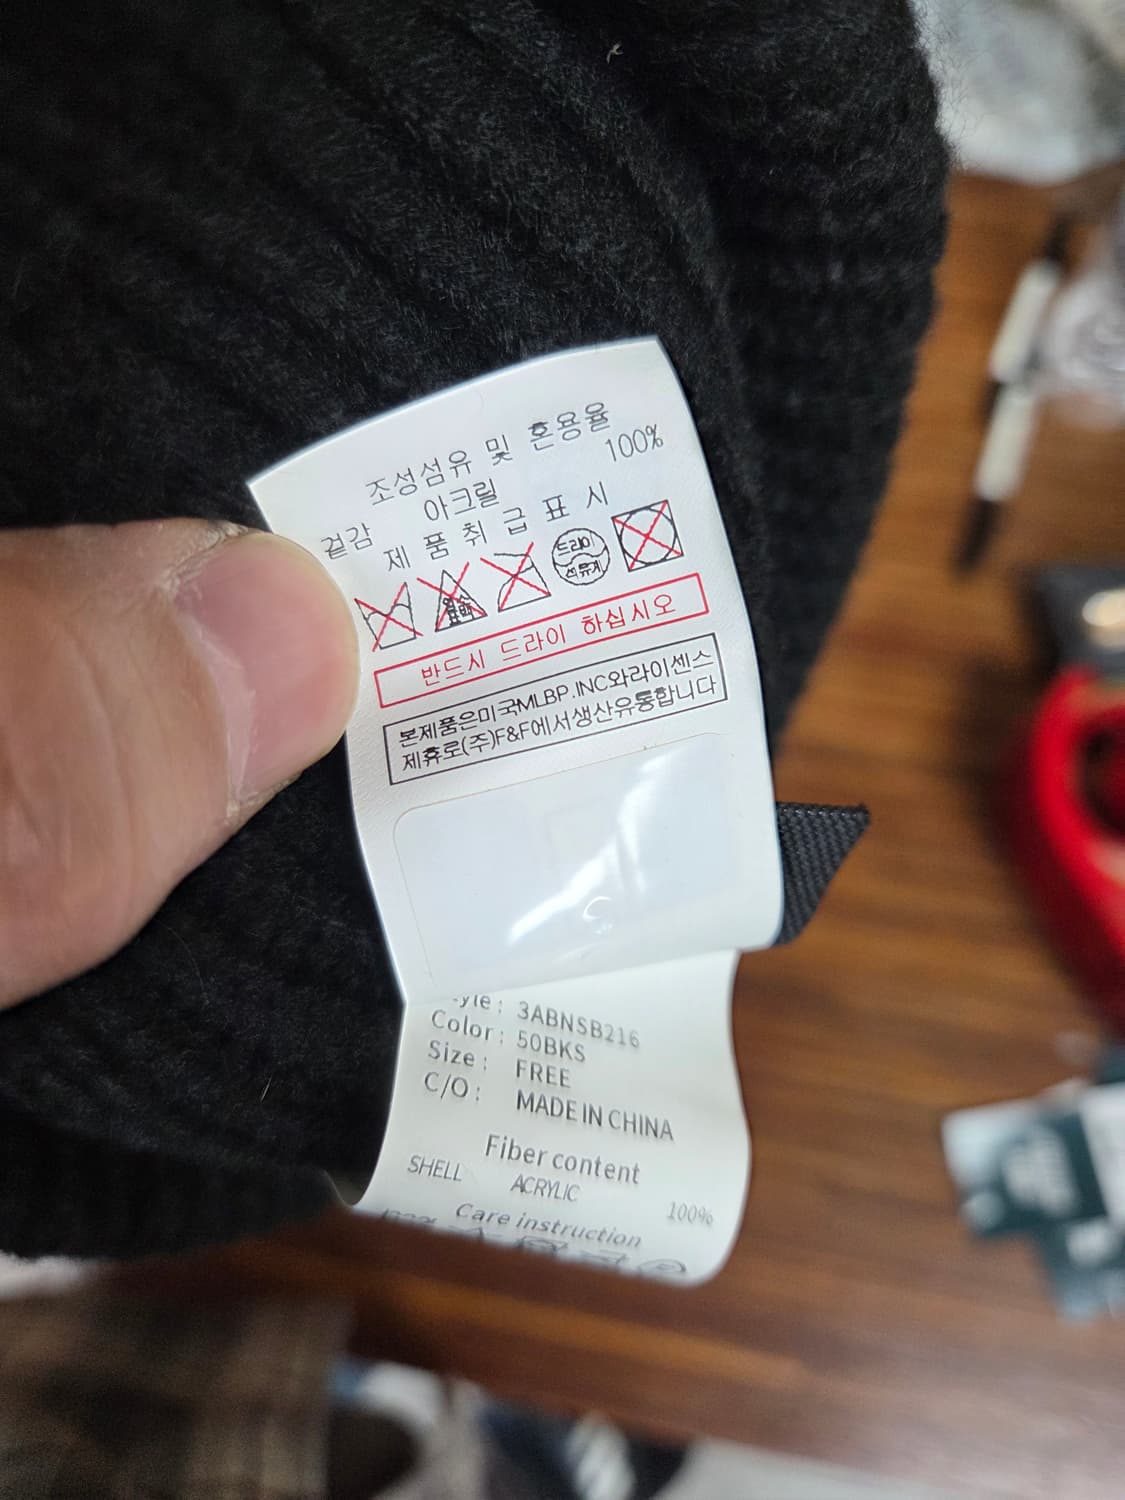 조성섬유 및 혼용율
겉감 아크릴 100%
제 품 취 급 표 시
드라이
석유계
반드시 드라이 하십시오
본제품은미국MLBP.INC와라이센스
제휴로(주)F&F에서생산유통합니다
3ABNSB216
Color : 50BKS
Size : FREE
C/O : MADE IN CHINA
Fiber content
SHELL ACRYLIC 100%
Care instruction